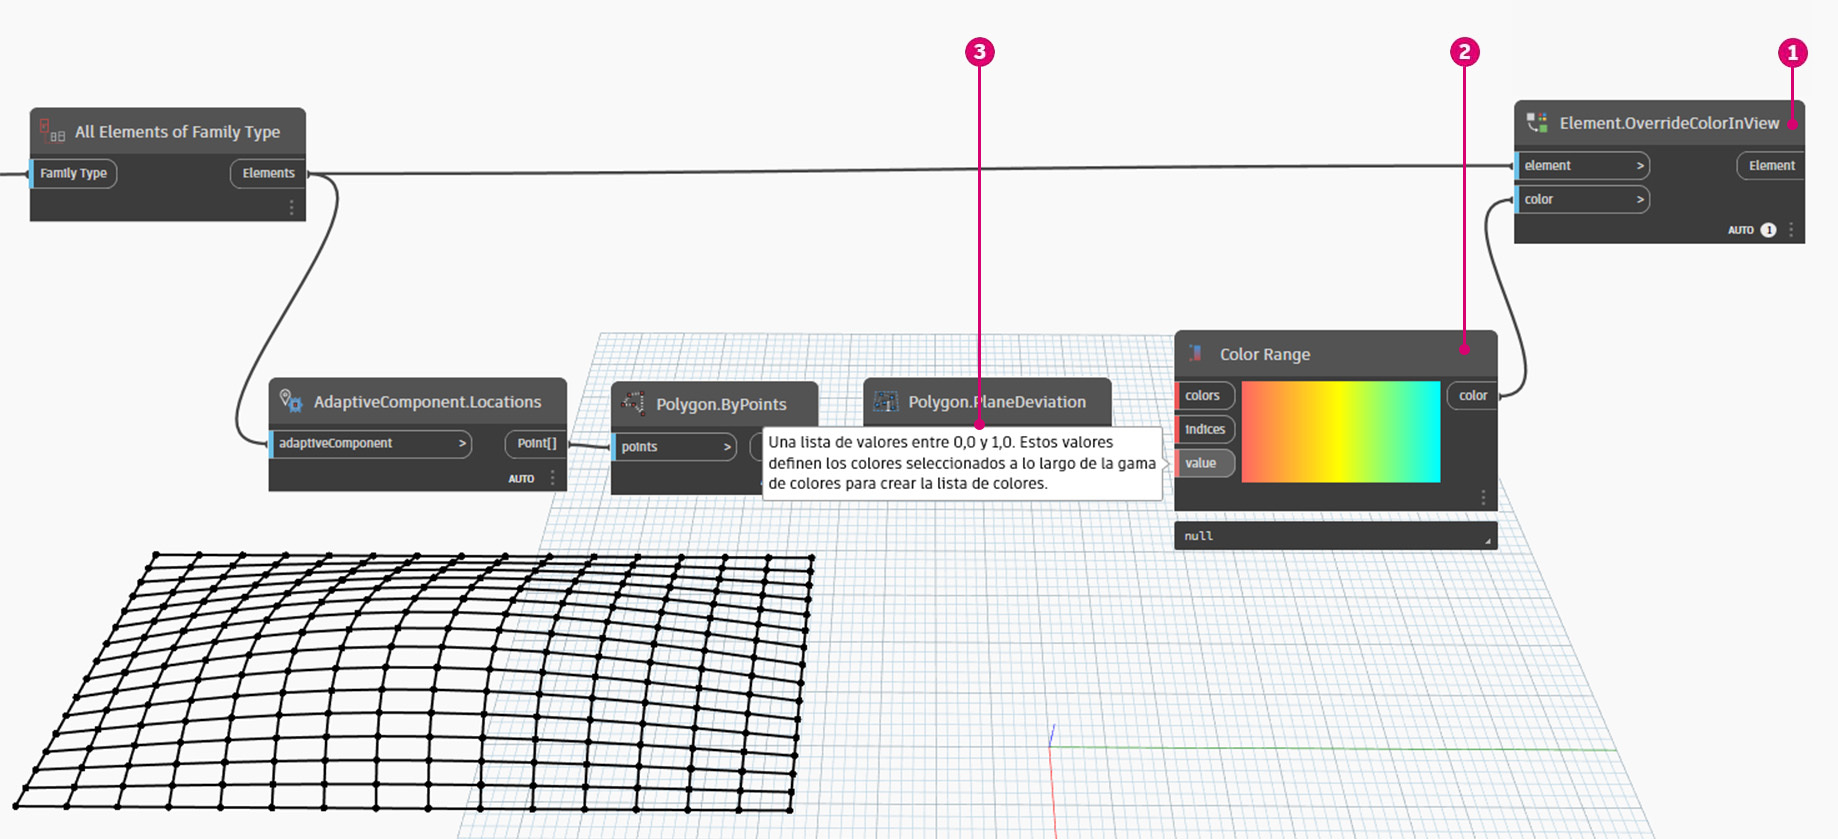 3
2
1
All Elements of Family Type
Family Type
Elements
Element.OverrideColorInView
element >
Element
color >
AUTO 1
AdaptiveComponent.Locations
adaptiveComponent >
Point[]
AUTO
Polygon.ByPoints
points >
Polygon.PlaneDeviation
Una lista de valores entre 0,0 y 1,0. Estos valores
definen los colores seleccionados a lo largo de la gama
de colores para crear la lista de colores.
Color Range
colors
color
indices
value
null